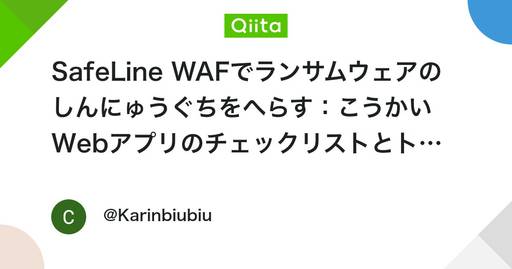 Qiita
SafeLine WAFでランサムウェアの
しんにゅうぐちをへらす：こうかい
Webアプリのチェックリストとト…
C
@Karinbiubiu